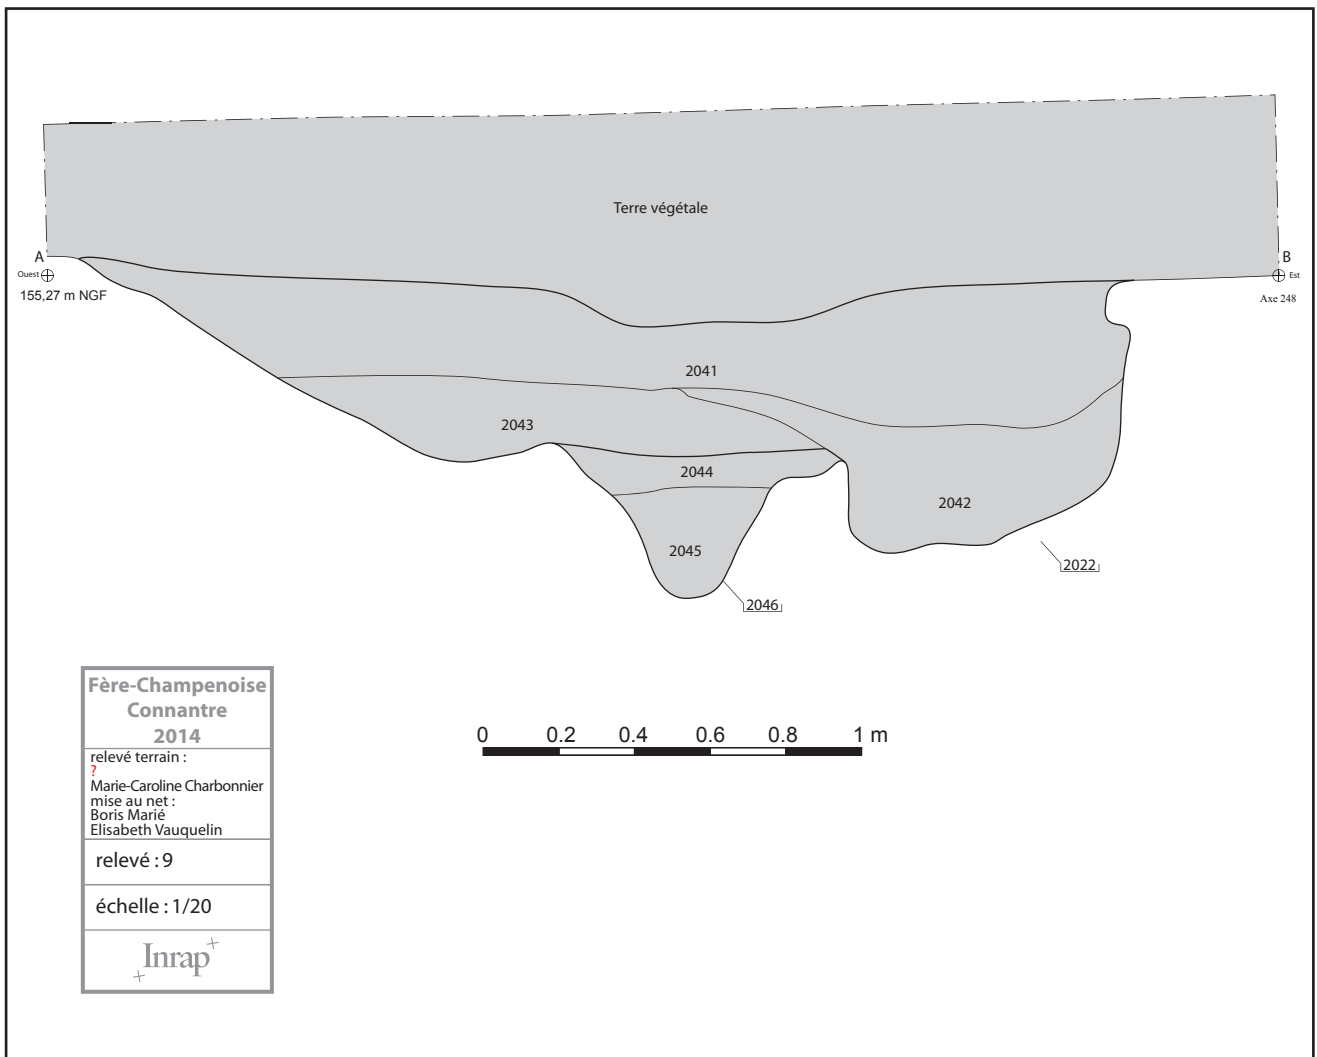 Terre végétale
A
B
Ouest
Est
155,27 m NGF
Axe 248
2041
2043
2044
2042
2045
2022
2046
Fère-Champenoise
Connantre
2014
relevé terrain :
?
Marie-Caroline Charbonnier
mise au net :
Boris Marié
Elisabeth Vauquelin
relevé : 9
échelle : 1/20
Inrap
0 0.2 0.4 0.6 0.8 1 m